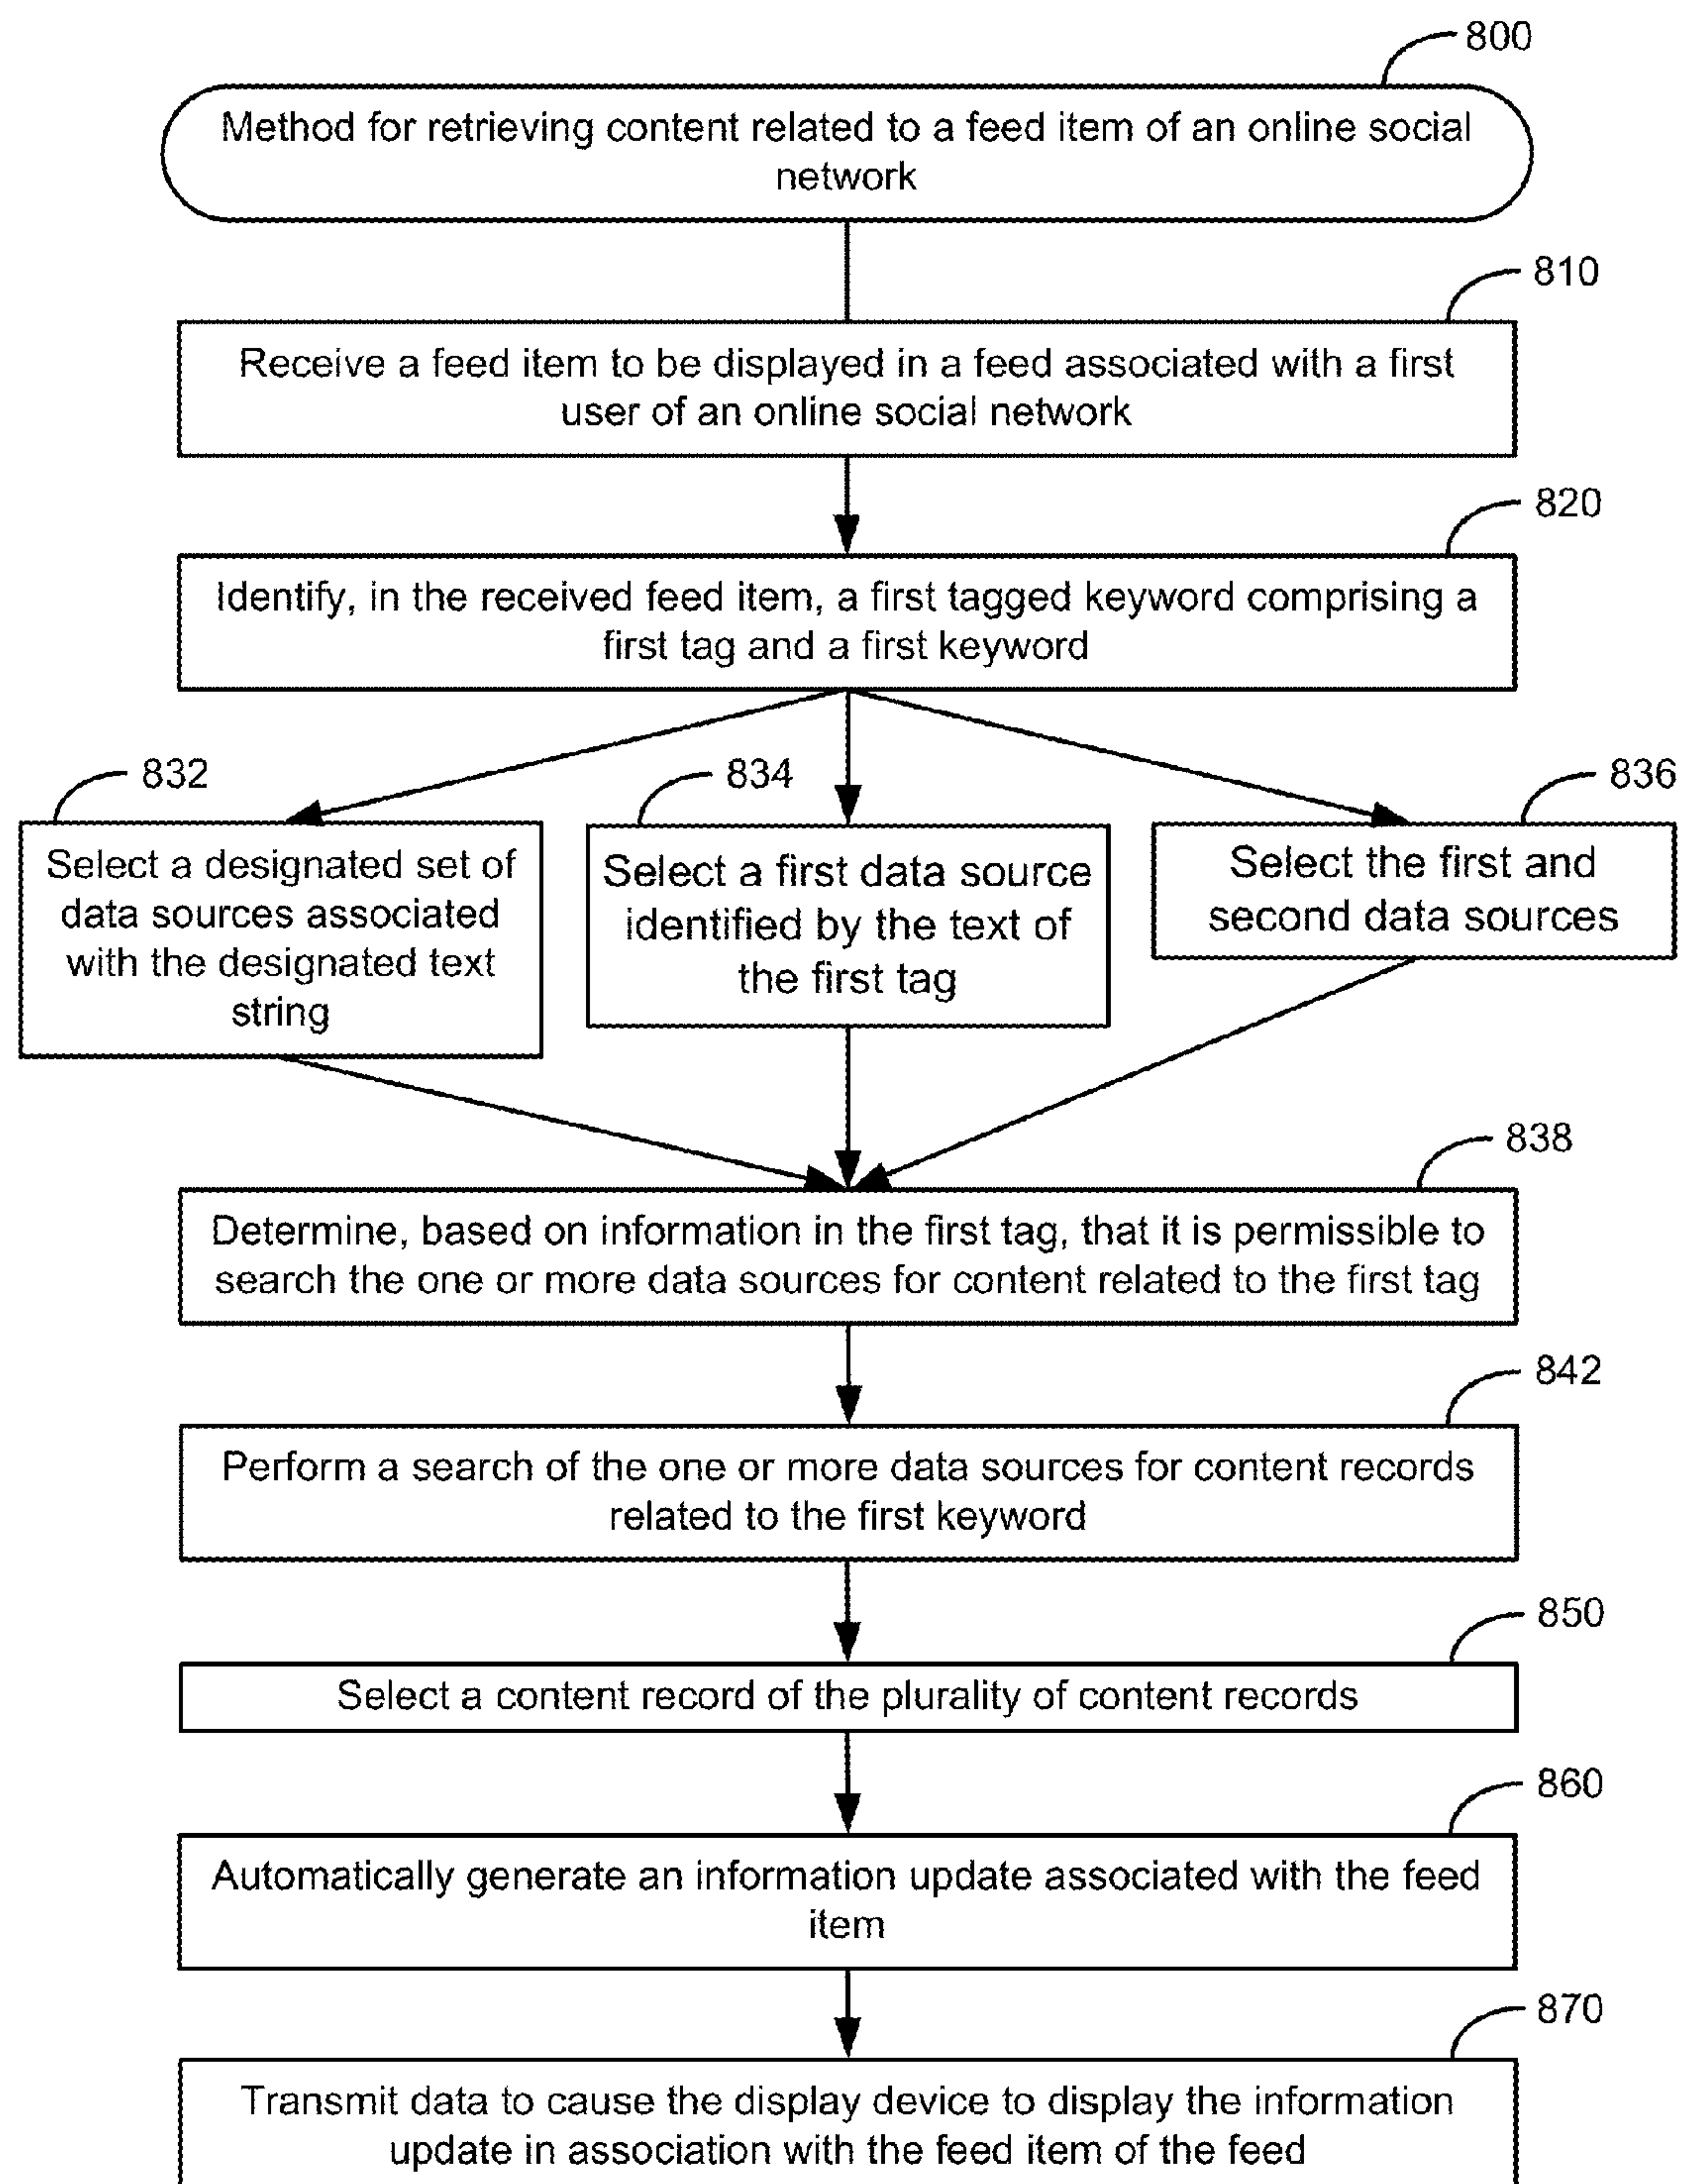 800
Method for retrieving content related to a feed item of an online social
network
810
Receive a feed item to be displayed in a feed associated with a first
user of an online social network
820
Identify, in the received feed item, a first tagged keyword comprising a
first tag and a first keyword
832
Select a designated set of
data sources associated
with the designated text
string
834
Select a first data source
identified by the text of
the first tag
836
Select the first and
second data sources
838
Determine, based on information in the first tag, that it is permissible to
search the one or more data sources for content related to the first tag
842
Perform a search of the one or more data sources for content records
related to the first keyword
850
Select a content record of the plurality of content records
860
Automatically generate an information update associated with the feed
item
870
Transmit data to cause the display device to display the information
update in association with the feed item of the feed